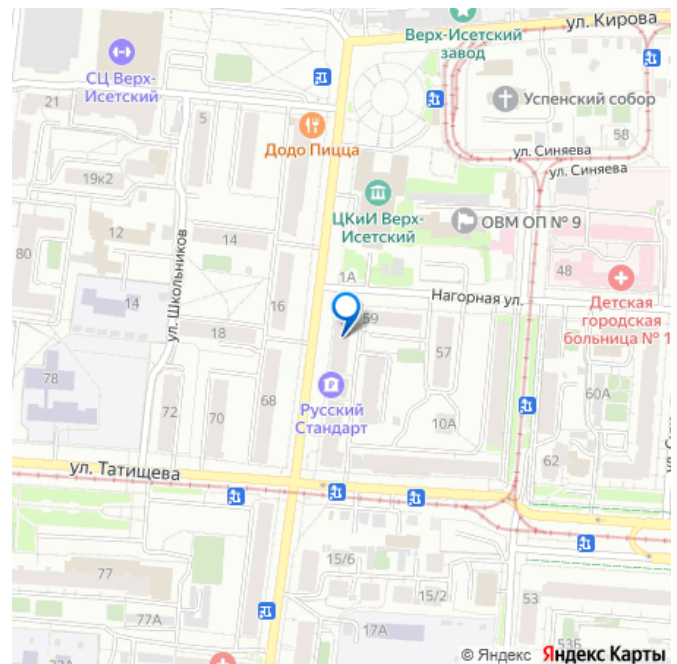 ул. Кирова
Верх-Исетский
завод
СЦ Верх-
Исетский
Успенский собор
21
5
58
Додо Пицца
ул. Синяева
ул. Синяева
19к2
ЦКиИ Верх-
Исетский
ОВМ ОП № 9
12
14
80
ул. Школьников
1А
48
Нагорная ул.
Детская
городская
больница № 1
14
16
59
18
57
78
68
60А
Русский
Стандарт
72
70
10А
62
ул. Татищева
15/6
77
15/2
53
77А
17А
53Б
© Яндекс Яндекс Карты